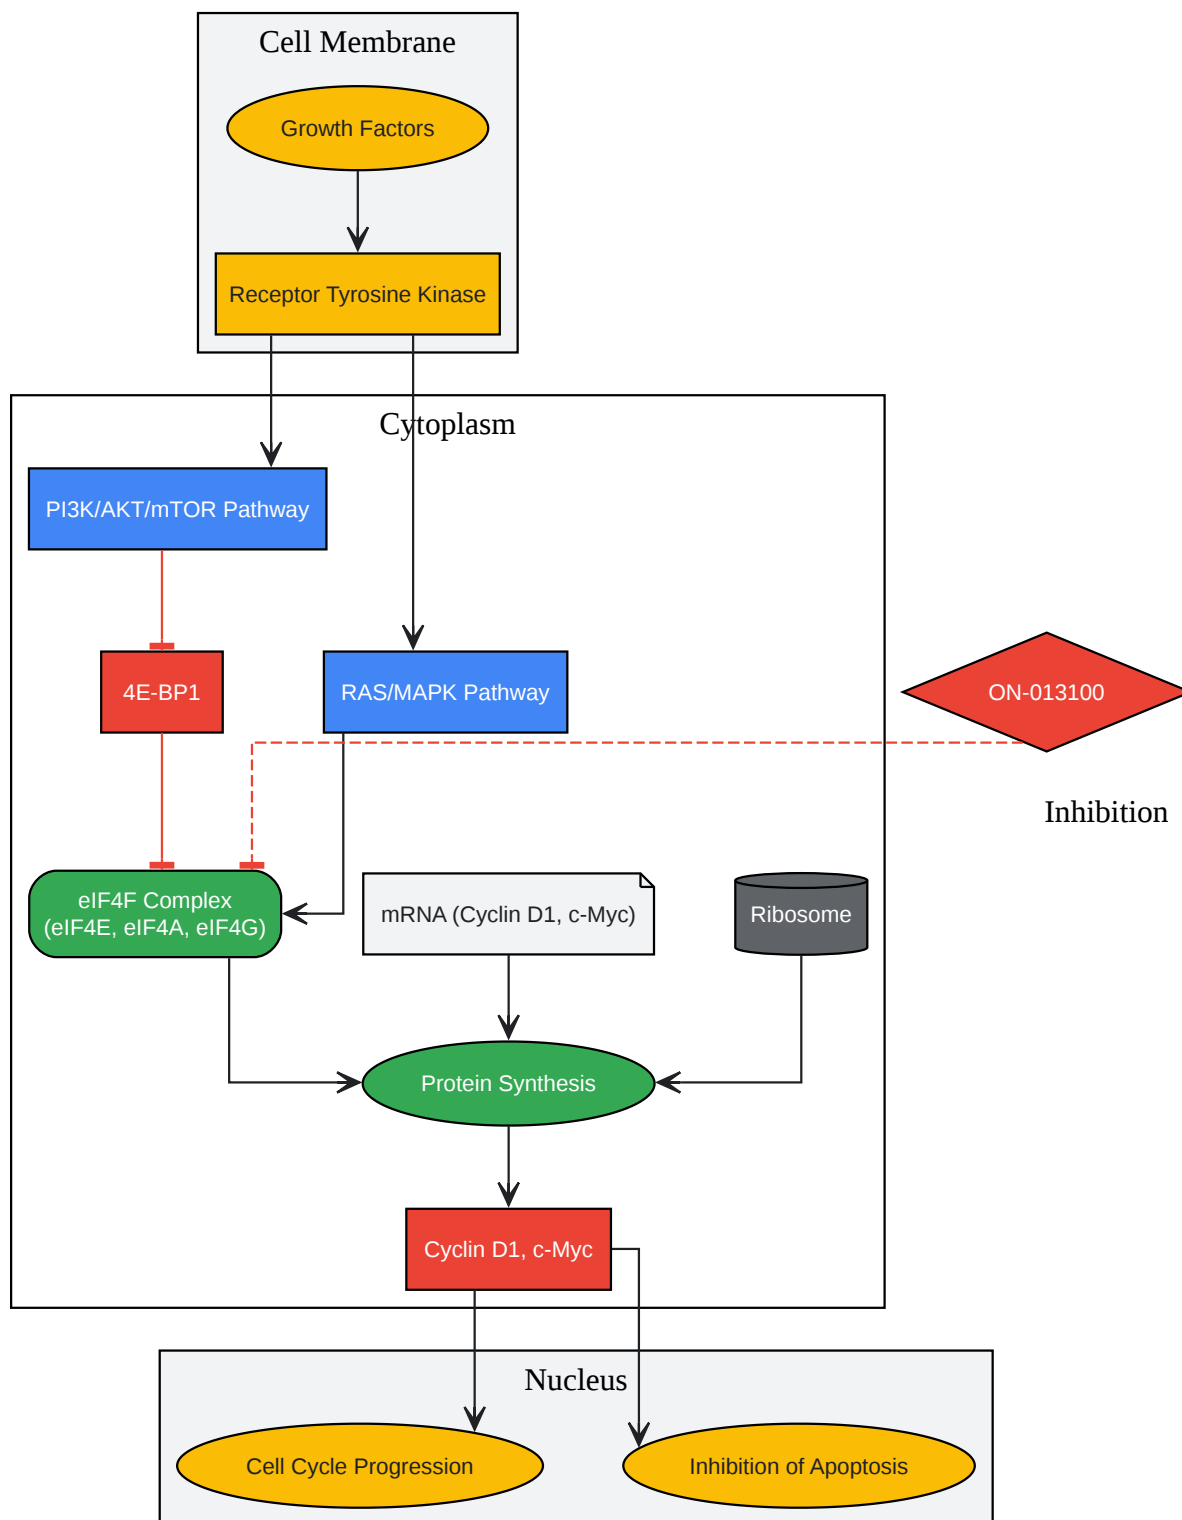 Cell Membrane
Growth Factors
Receptor Tyrosine Kinase
Cytoplasm
PI3K/AKT/mTOR Pathway
4E-BP1
RAS/MAPK Pathway
ON-013100
Inhibition
eIF4F Complex
(eIF4E, eIF4A, eIF4G)
mRNA (Cyclin D1, c-Myc)
Ribosome
Protein Synthesis
Cyclin D1, c-Myc
Nucleus
Cell Cycle Progression
Inhibition of Apoptosis